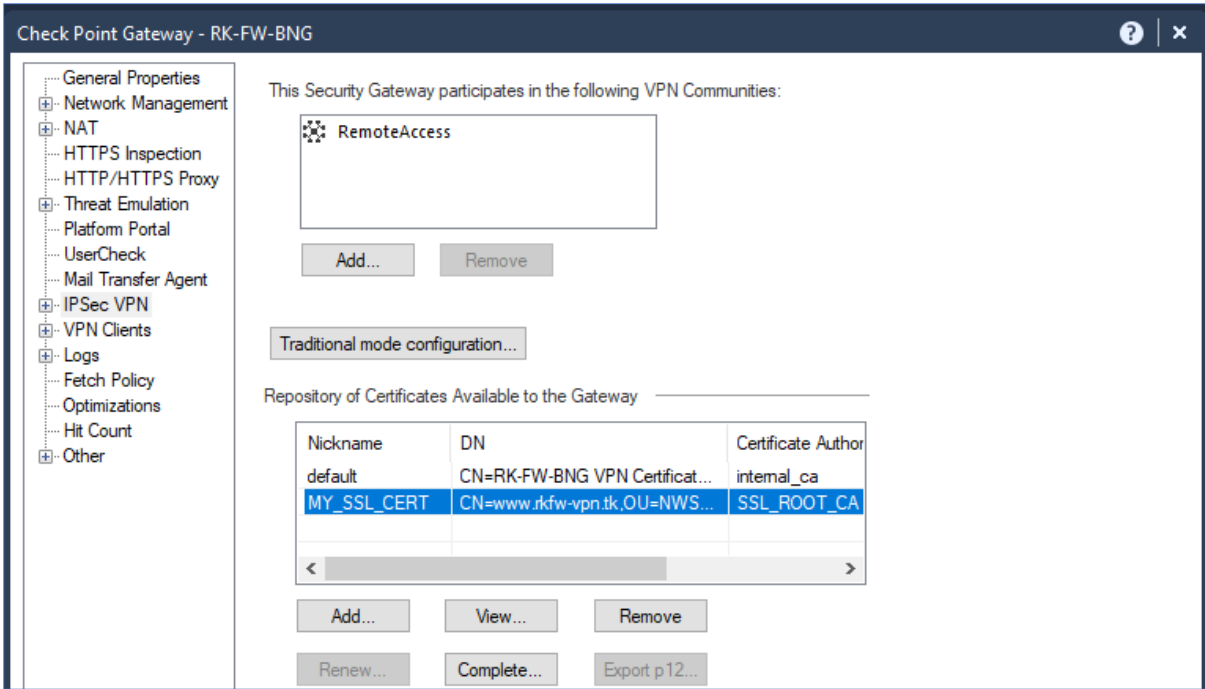 Check Point Gateway - RK-FW-BNG
General Properties
Network Management
NAT
HTTPS Inspection
HTTP/HTTPS Proxy
Threat Emulation
Platform Portal
UserCheck
Mail Transfer Agent
IPSec VPN
VPN Clients
Logs
Fetch Policy
Optimizations
Hit Count
Other
This Security Gateway participates in the following VPN Communities:
RemoteAccess
Add... Remove
Traditional mode configuration...
Repository of Certificates Available to the Gateway
Nickname DN Certificate Author
default CN=RK-FW-BNG VPN Certificat... internal_ca
MY_SSL_CERT CN=www.rkfw-vpn.tk,OU=NWS... SSL_ROOT_CA
Add... View... Remove
Renew... Complete... Export p12...